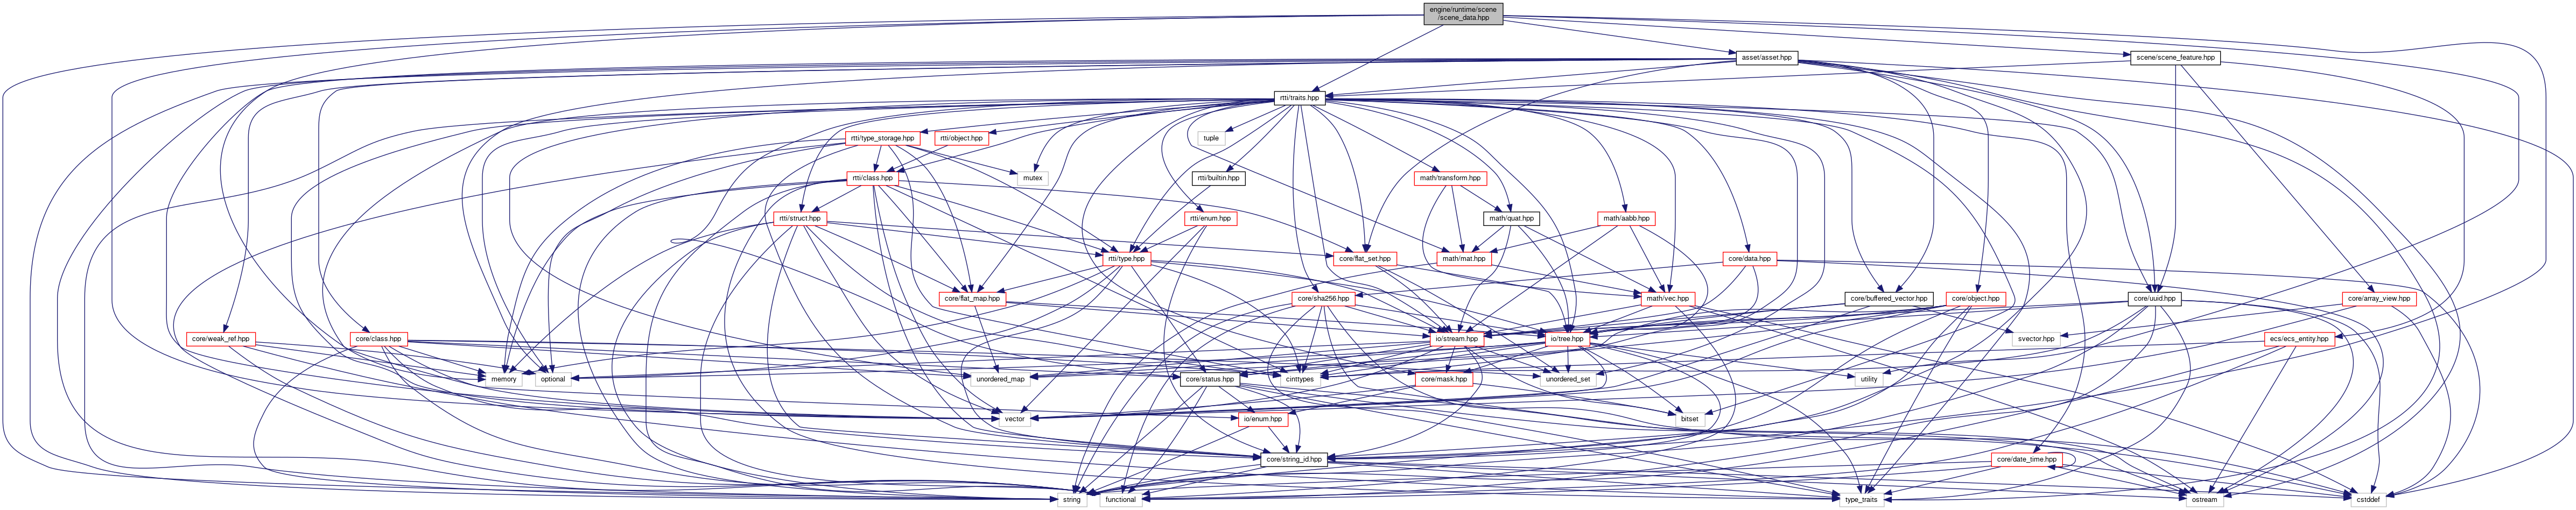 engine/runtime/scene
/scene_data.hpp
asset/asset.hpp
scene/scene_feature.hpp
rtti/traits.hpp
rtti/type_storage.hpp
rtti/object.hpp
tuple
mutex
rtti/class.hpp
rtti/builtin.hpp
math/transform.hpp
rtti/struct.hpp
rtti/enum.hpp
math/quat.hpp
math/aabb.hpp
rtti/type.hpp
core/flat_set.hpp
math/mat.hpp
core/data.hpp
core/flat_map.hpp
core/sha256.hpp
math/vec.hpp
core/buffered_vector.hpp
core/object.hpp
core/uuid.hpp
core/array_view.hpp
core/weak_ref.hpp
core/class.hpp
io/stream.hpp
io/tree.hpp
svector.hpp
ecs/ecs_entity.hpp
memory
optional
unordered_map
core/status.hpp
cinttypes
core/mask.hpp
unordered_set
utility
vector
io/enum.hpp
bitset
core/string_id.hpp
core/date_time.hpp
string
functional
type_traits
ostream
cstddef